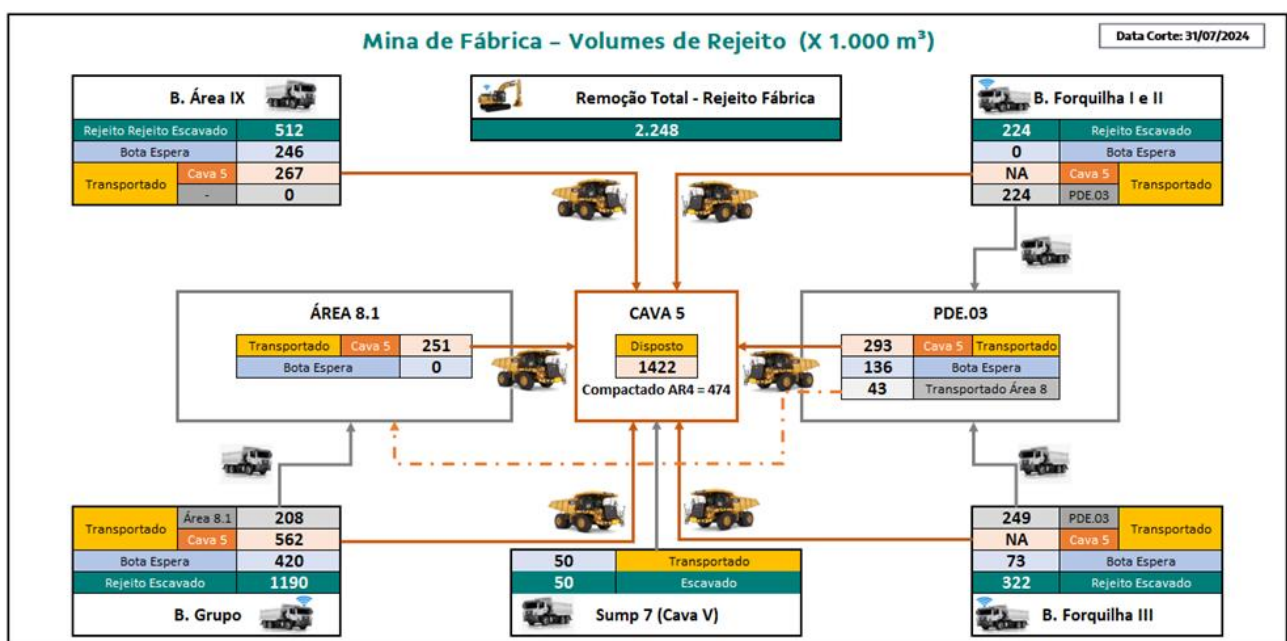 Mina de Fábrica – Volumes de Rejeito (X 1.000 m³)
Data Corte: 31/07/2024
B. Área IX
Rejeito Rejeito Escavado 512
Bota Espera 246
Transportado Cava 5 267
- 0
Remoção Total - Rejeito Fábrica
2.248
B. Forquilha I e II
224 Rejeito Escavado
0 Bota Espera
NA Cava 5 Transportado
224 PDE.03
ÁREA 8.1
Transportado Cava 5 251
Bota Espera 0
CAVA 5
Disposto
1422
Compactado AR4 = 474
PDE.03
293 Cava 5 Transportado
136 Bota Espera
43 Transportado Área 8
Transportado Área 8.1 208
Cava 5 562
Bota Espera 420
Rejeito Escavado 1190
B. Grupo
50 Transportado
50 Escavado
Sump 7 (Cava V)
249 PDE.03 Transportado
NA Cava 5
73 Bota Espera
322 Rejeito Escavado
B. Forquilha III